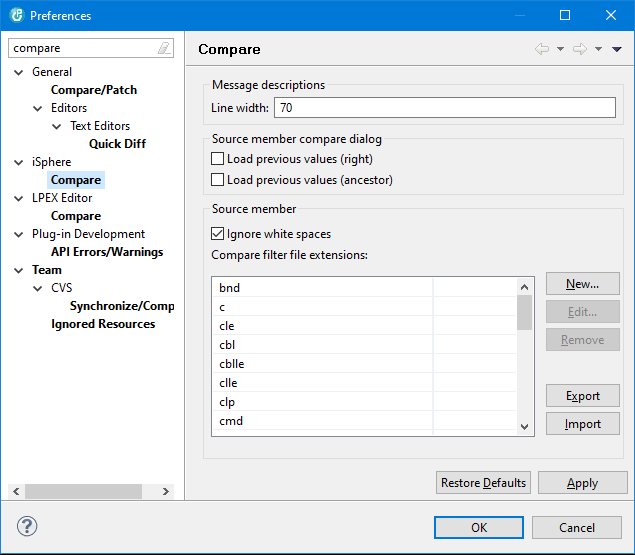 Preferences
compare
General
Compare/Patch
Editors
Text Editors
Quick Diff
iSphere
Compare
LPEX Editor
Compare
Plug-in Development
API Errors/Warnings
Team
CVS
Synchronize/Comp
Ignored Resources
Compare
Message descriptions
Line width: 70
Source member compare dialog
Load previous values (right)
Load previous values (ancestor)
Source member
Ignore white spaces
Compare filter file extensions:
bnd
c
cle
cbl
cblle
clle
clp
cmd
New...
Edit...
Remove
Export
Import
Restore Defaults Apply
OK Cancel